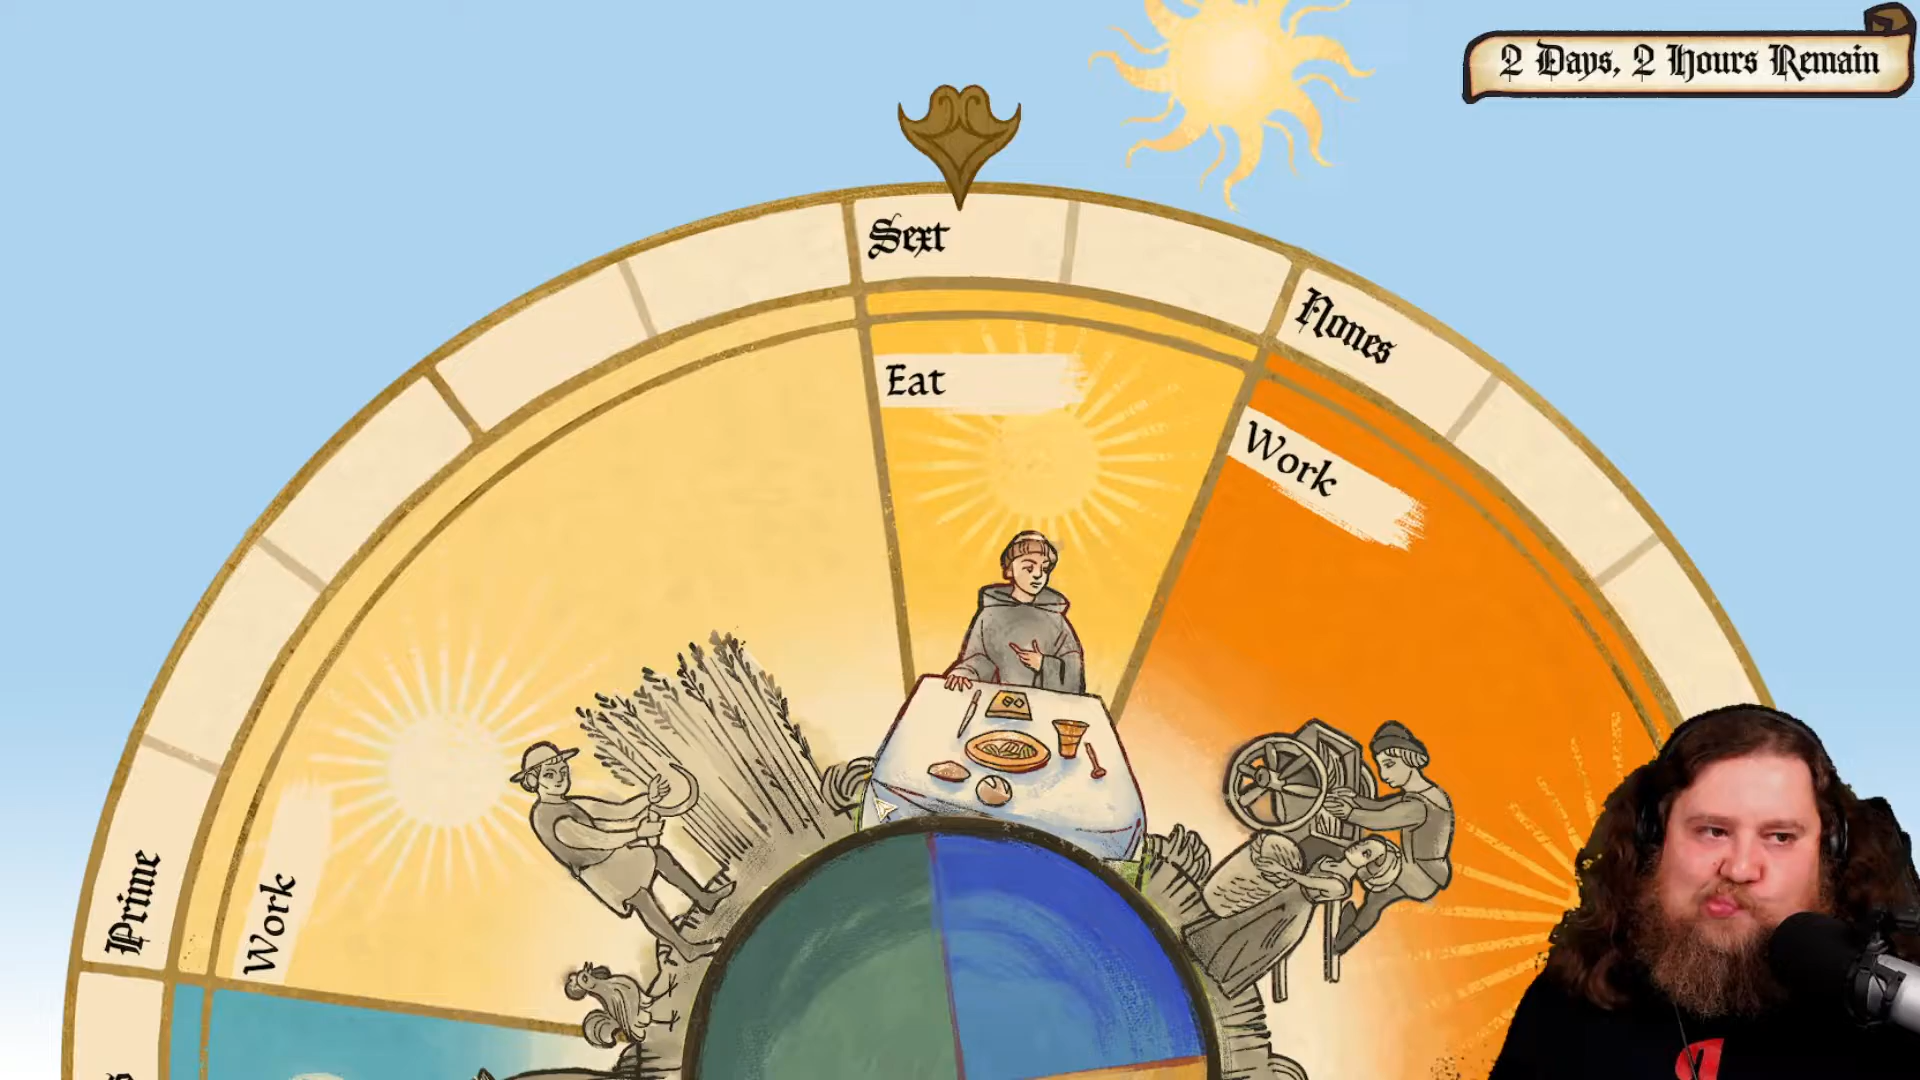 2 Days, 2 Hours Remain
Sext
Nones
Eat
Work
Prime
Work